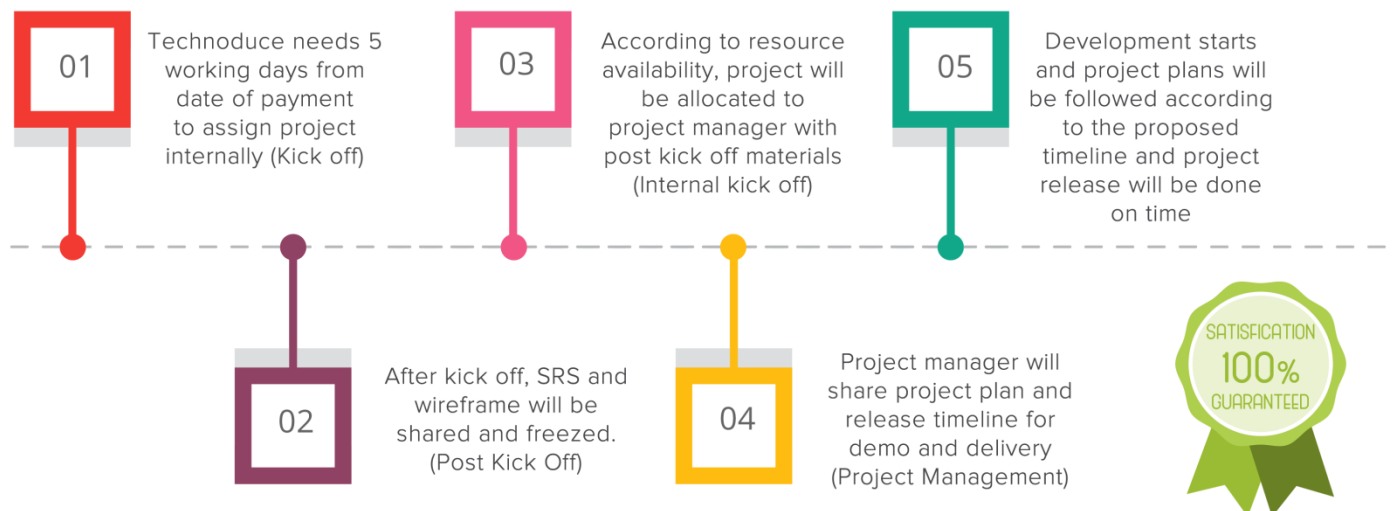 01
Technoduce needs 5
working days from
date of payment
to assign project
internally (Kick off)
02
After kick off, SRS and
wireframe will be
shared and freezed.
(Post Kick Off)
03
According to resource
availability, project will
be allocated to
project manager with
post kick off materials
(Internal kick off)
04
Project manager will
share project plan and
release timeline for
demo and delivery
(Project Management)
05
Development starts
and project plans will
be followed according
to the proposed
timeline and project
release will be done
on time
SATISFICATION
100%
GUARANTEED